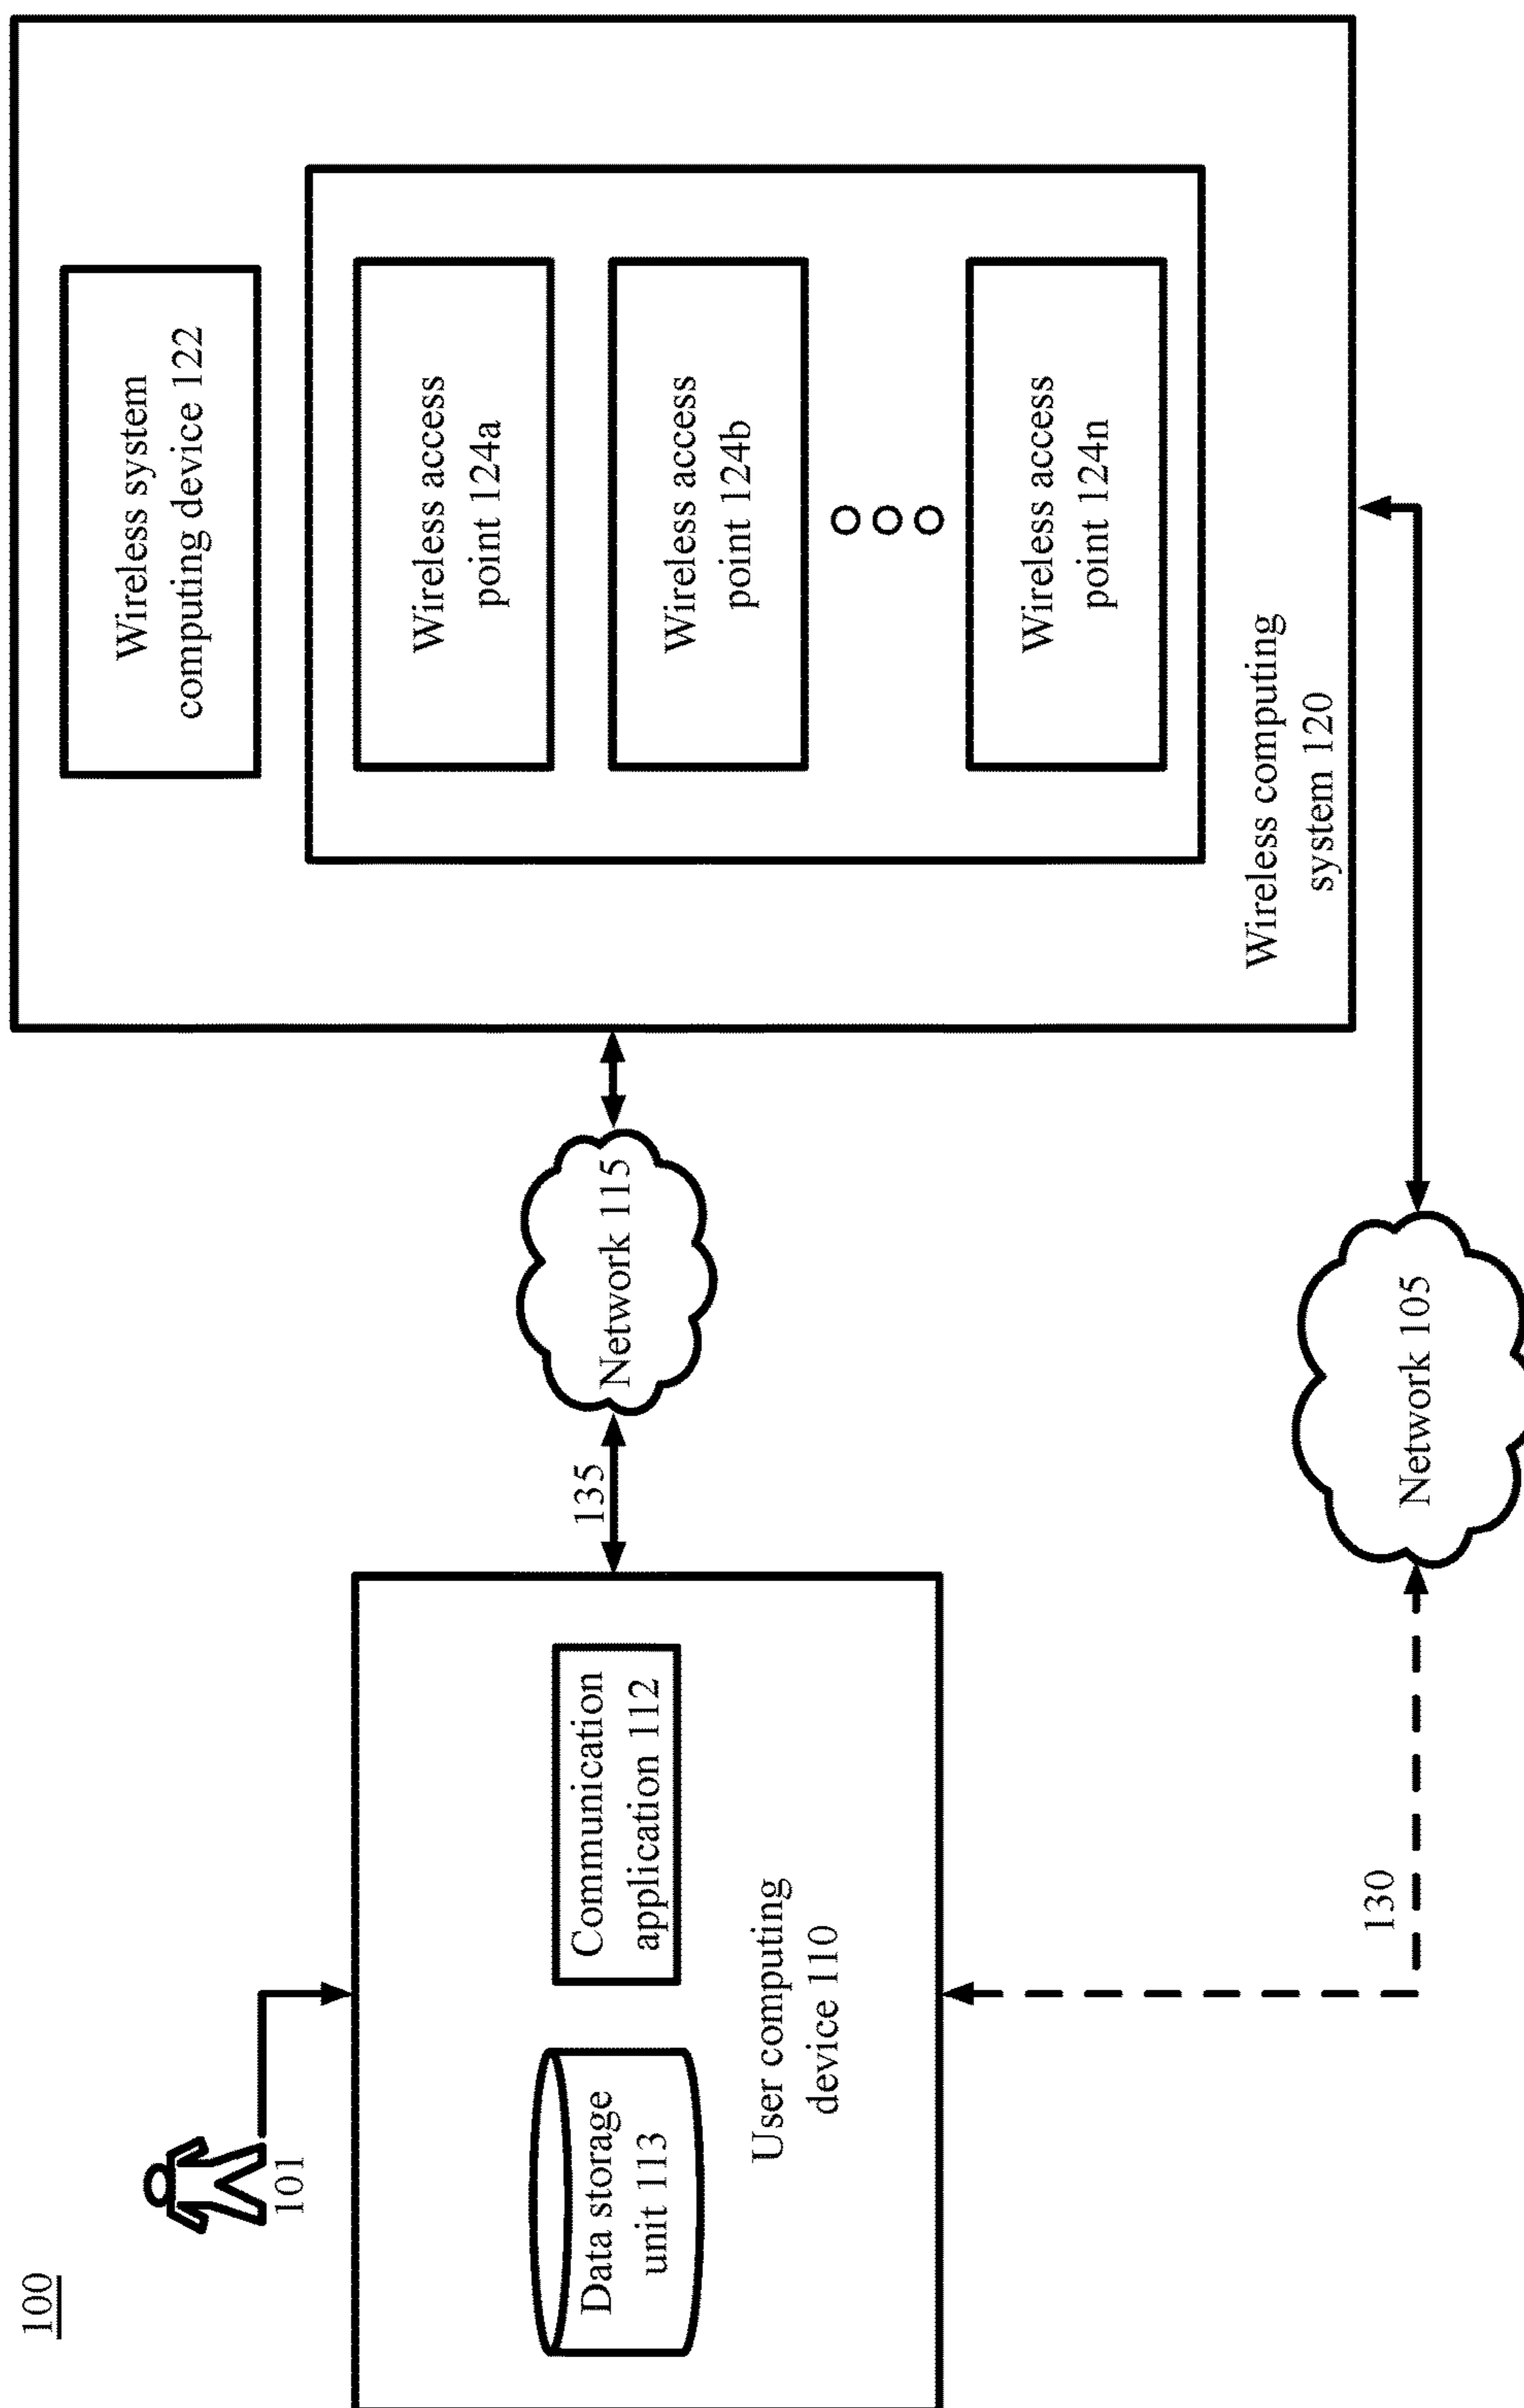 100
101
Data storage
unit 113
Communication
application 112
User computing
device 110
135
Network 115
130
Network 105
Wireless system
computing device 122
Wireless access
point 124a
Wireless access
point 124b
Wireless access
point 124n
Wireless computing
system 120